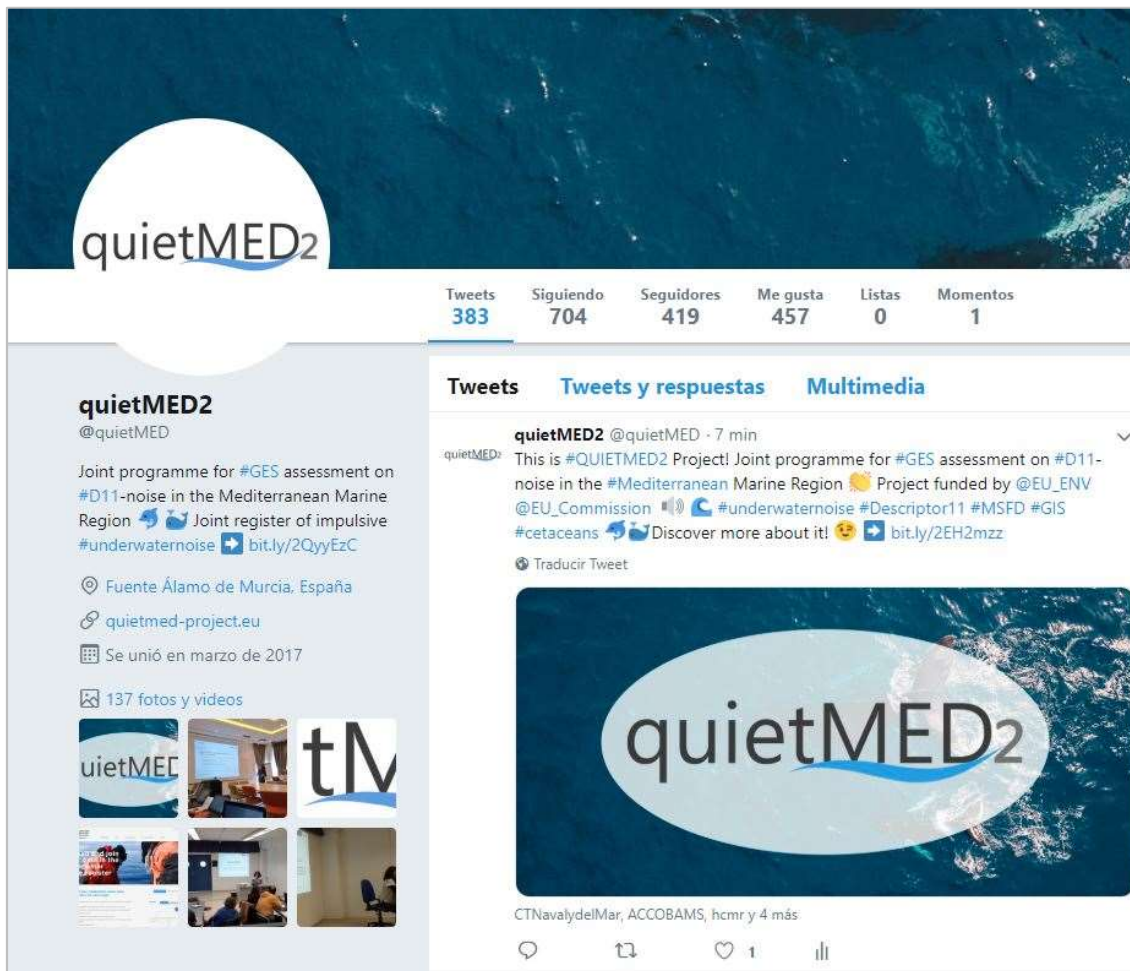 quietMED2
Tweets Siguiendo Seguidores Me gusta Listas Momentos
383 704 419 457 0 1
quietMED2
@quietMED
Joint programme for #GES assessment on
#D11-noise in the Mediterranean Marine
Region 🐬 🐳 Joint register of impulsive
#underwaternoise ➡️ bit.ly/2QyyEzC
Fuente Álamo de Murcia, España
quietmed-project.eu
Se unió en marzo de 2017
137 fotos y videos
uietMED
tM
Tweets Tweets y respuestas Multimedia
quietMED2
quietMED2 @quietMED · 7 min
This is #QUIETMED2 Project! Joint programme for #GES assessment on #D11-
noise in the #Mediterranean Marine Region 👏 Project funded by @EU_ENV
@EU_Commission 🔊 🌊 #underwaternoise #Descriptor11 #MSFD #GIS
#cetaceans 🐬🐳Discover more about it! 😉 ➡️ bit.ly/2EH2mzz
Traducir Tweet
quietMED2
CTNavalydelMar, ACCOBAMS, hcmr y 4 más
1